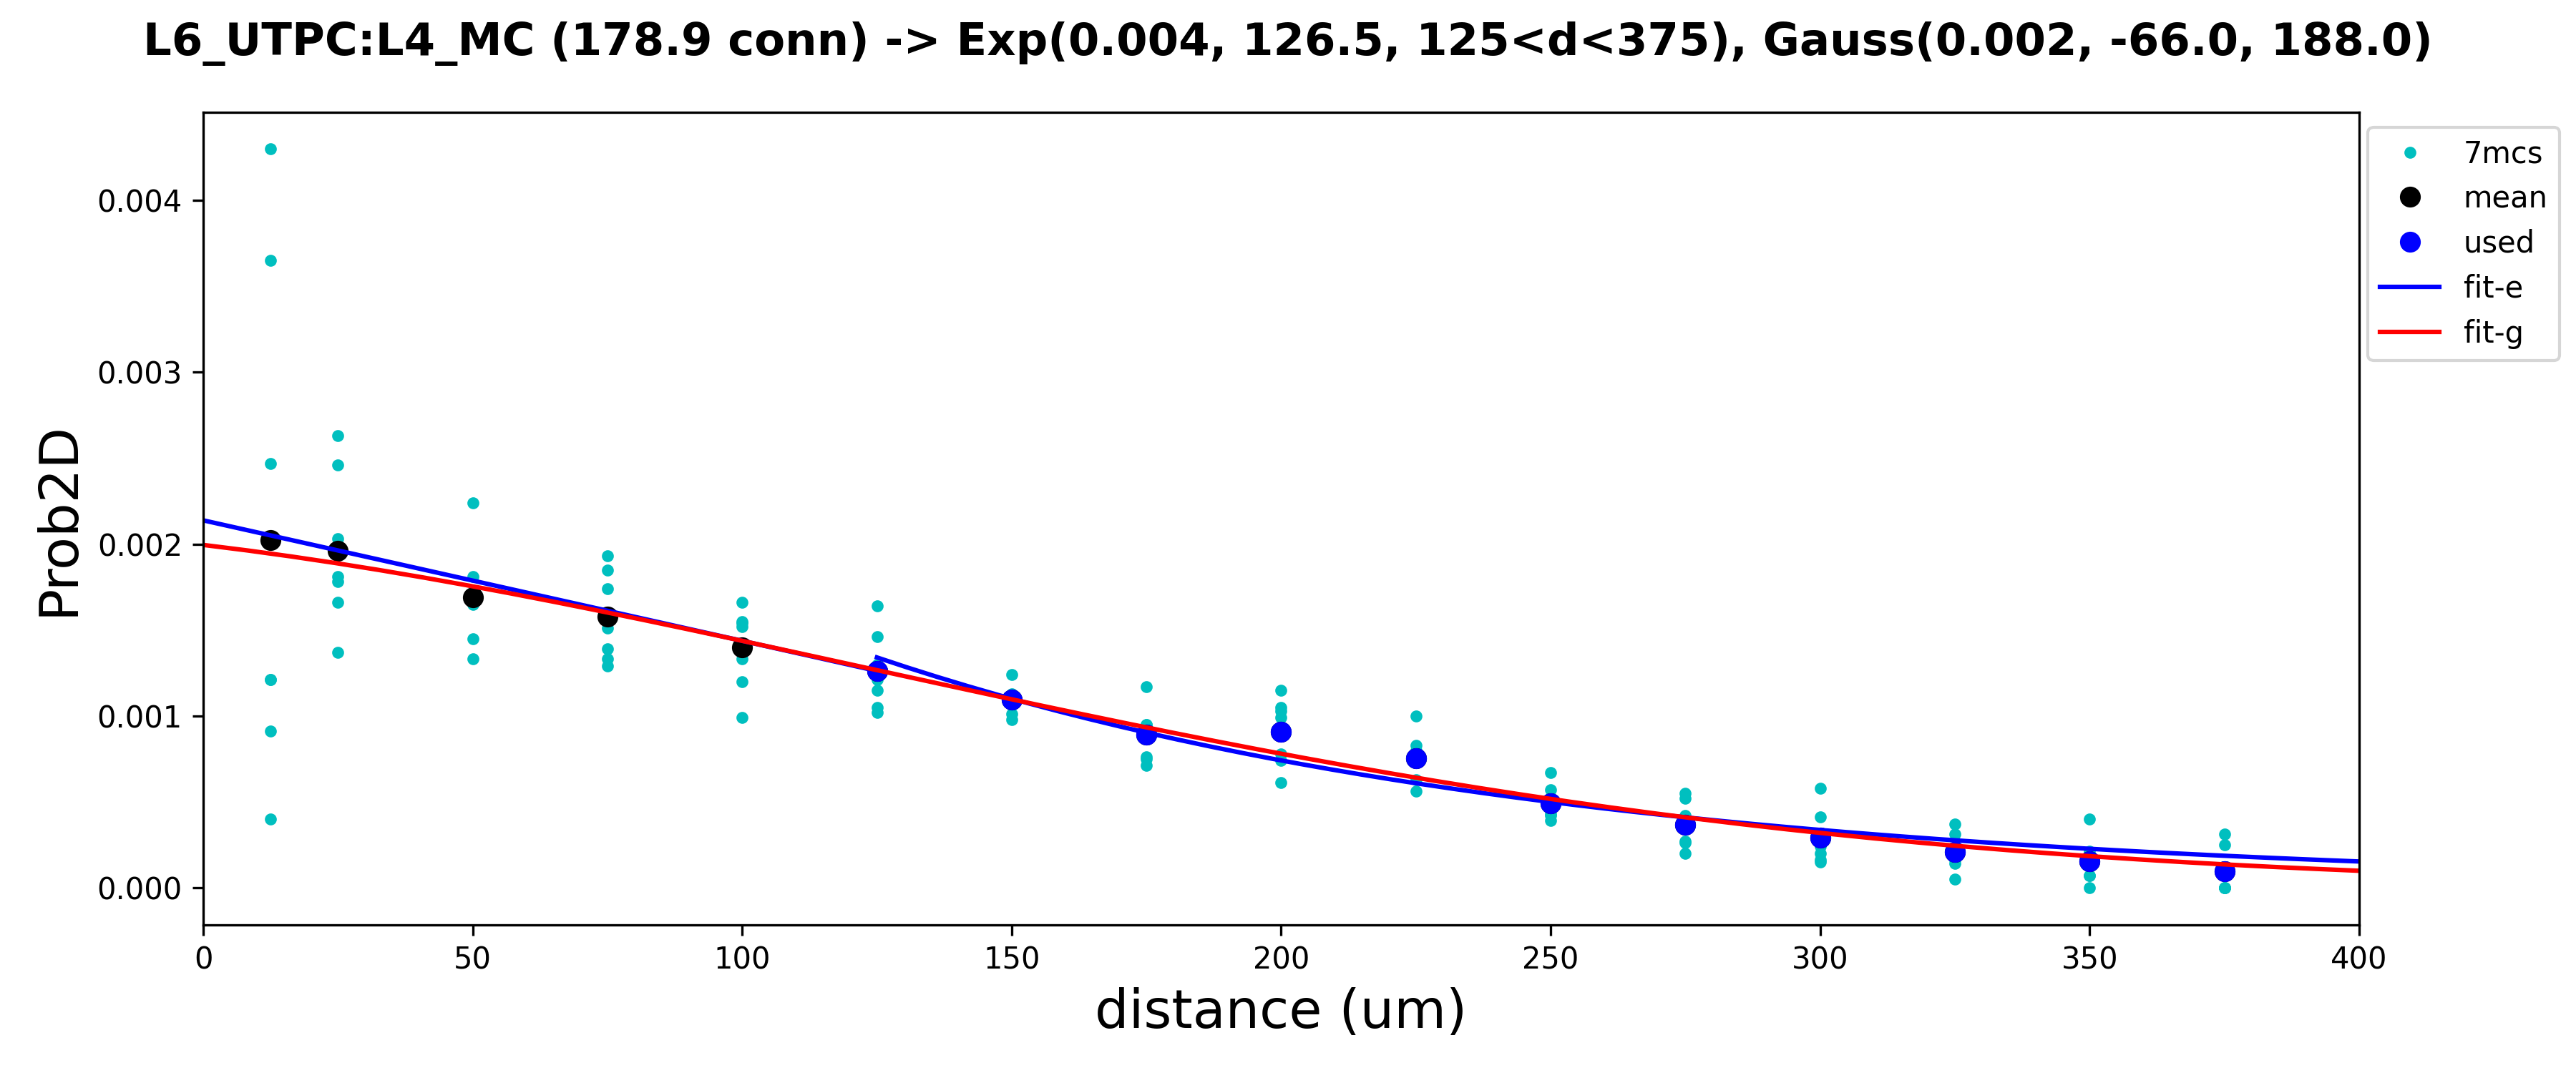 L6_UTPC:L4_MC (178.9 conn) -> Exp(0.004, 126.5, 125<d<375), Gauss(0.002, -66.0, 188.0)
7mcs
mean
used
fit-e
fit-g
Prob2D
0.004
0.003
0.002
0.001
0.000
0 50 100 150 200 250 300 350 400
distance (um)